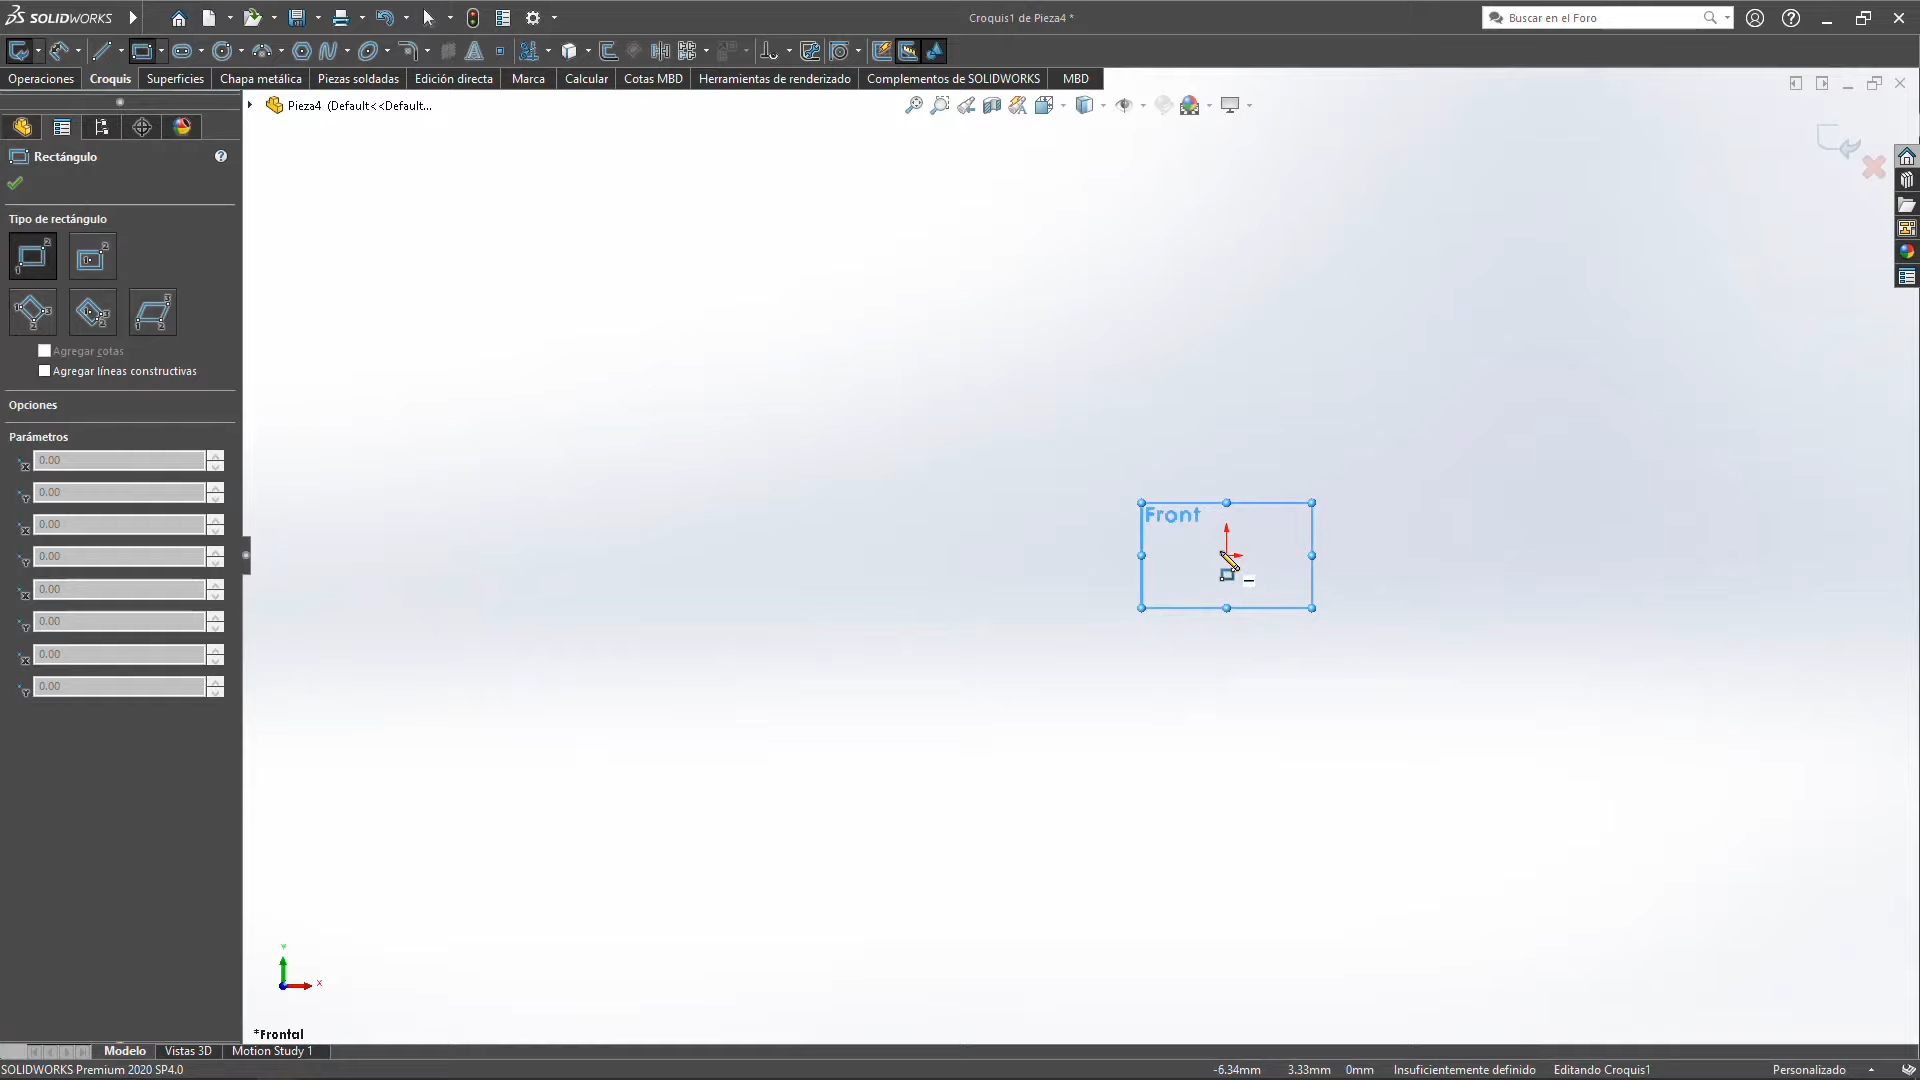 SOLIDWORKS
Croquis1 de Pieza4 *
Buscar en el Foro
Operaciones
Croquis
Superficies
Chapa metálica
Piezas soldadas
Edición directa
Marca
Calcular
Cotas MBD
Herramientas de renderizado
Complementos de SOLIDWORKS
MBD
Pieza4 (Default<<Default...
Rectángulo
Tipo de rectángulo
Agregar cotas
Agregar líneas constructivas
Opciones
Parámetros
0.00
0.00
0.00
0.00
0.00
0.00
0.00
0.00
Front
Y
X
*Frontal
Modelo
Vistas 3D
Motion Study 1
SOLIDWORKS Premium 2020 SP4.0
-6.34mm
3.33mm
0mm
Insuficientemente definido
Editando Croquis1
Personalizado